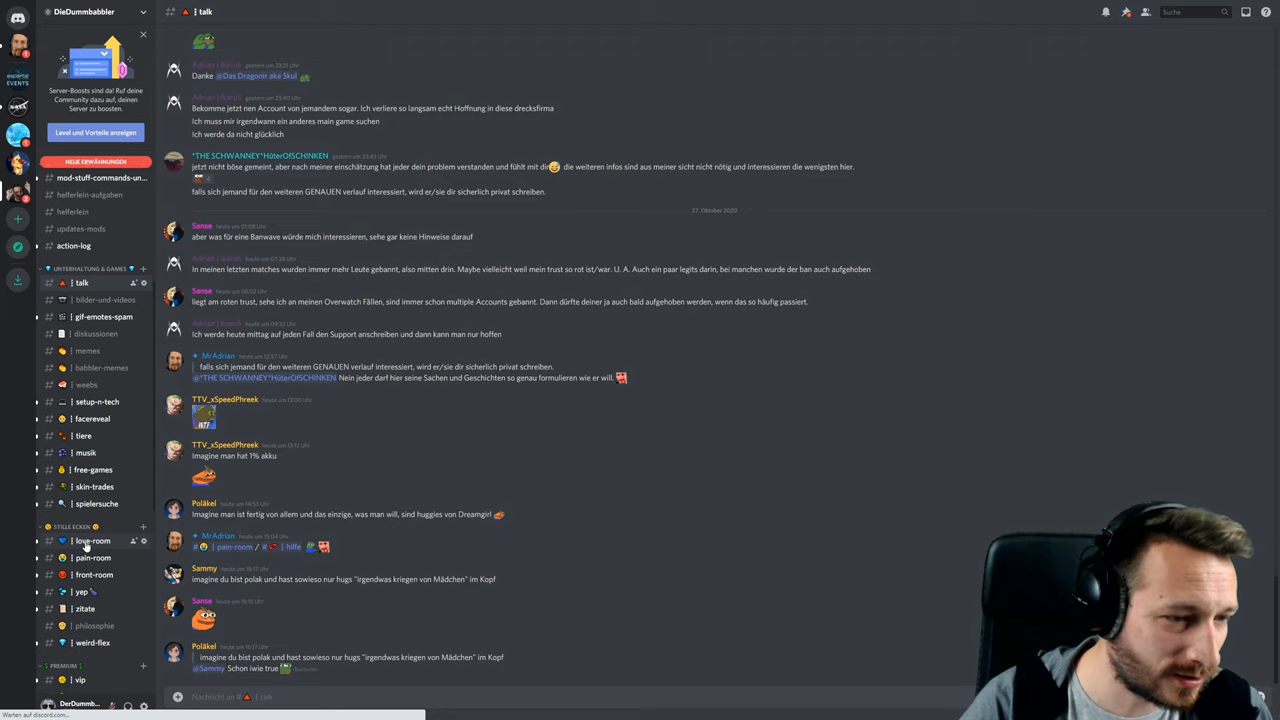 DieDummbabbler
talk
Suche
Server-Boosts sind da! Ruf deine
Community dazu auf, deinen
Server zu boosten.
Level und Vorteile anzeigen
NEUE ERWÄHNUNGEN
mod-stuff-commands-un...
helferlein-aufgaben
helferlein
updates-mods
action-log
UNTERHALTUNG & GAMES
talk
bilder-und-videos
gif-emotes-spam
diskussionen
memes
babbler-memes
weebs
setup-n-tech
facereveal
tiere
musik
free-games
skin-trades
spielersuche
STILLE ECKEN
love-room
pain-room
front-room
yep
zitate
philosophie
weird-flex
PREMIUM
vip
DerDummbabb...
Warten auf discord.com...
gestern um 23:21 Uhr
Danke @Das Dragonir aka Skul
gestern um 23:40 Uhr
Bekomme jetzt nen Account von jemandem sogar. Ich verliere so langsam echt Hoffnung in diese drecksfirma
Ich muss mir irgendwann ein anderes main game suchen
Ich werde da nicht glücklich
*THE SCHWANNEY*HüterOfSCHINKEN gestern um 23:43 Uhr
jetzt nicht böse gemeint, aber nach meiner einschätzung hat jeder dein problem verstanden und fühlt mit dir die weiteren infos sind aus meiner sicht nicht nötig und interessieren die wenigsten hier.
falls sich jemand für den weiteren GENAUEN verlauf interessiert, wird er/sie dir sicherlich privat schreiben.
27. Oktober 2020
Sanse heute um 01:08 Uhr
aber was für eine Banwave würde mich interessieren, sehe gar keine Hinweise darauf
heute um 07:28 Uhr
In meinen letzten matches wurden immer mehr Leute gebannt, also mitten drin. Maybe vielleicht weil mein trust so rot ist/war. U. A. Auch ein paar legits darin, bei manchen wurde der ban auch aufgehoben
Sanse heute um 08:02 Uhr
liegt am roten trust, sehe ich an meinen Overwatch Fällen, sind immer schon multiple Accounts gebannt. Dann dürfte deiner ja auch bald aufgehoben werden, wenn das so häufig passiert.
heute um 09:32 Uhr
Ich werde heute mittag auf jeden Fall den Support anschreiben und dann kann man nur hoffen
MrAdrian heute um 12:57 Uhr
falls sich jemand für den weiteren GENAUEN verlauf interessiert, wird er/sie dir sicherlich privat schreiben.
@*THE SCHWANNEY*HüterOfSCHINKEN Nein jeder darf hier seine Sachen und Geschichten so genau formulieren wie er will.
TTV_xSpeedPhreek heute um 13:00 Uhr
WTF
TTV_xSpeedPhreek heute um 13:12 Uhr
Imagine man hat 1% akku
Poläkel heute um 14:53 Uhr
Imagine man ist fertig von allem und das einzige, was man will, sind huggies von Dreamgirl
MrAdrian heute um 15:04 Uhr
# | pain-room / # | hilfe
Sammy heute um 15:17 Uhr
imagine du bist polak und hast sowieso nur hugs "irgendwas kriegen von Mädchen" im Kopf
Sanse heute um 16:15 Uhr
Poläkel heute um 16:17 Uhr
imagine du bist polak und hast sowieso nur hugs "irgendwas kriegen von Mädchen" im Kopf
@Sammy Schon iwie true
Nachricht an # | talk